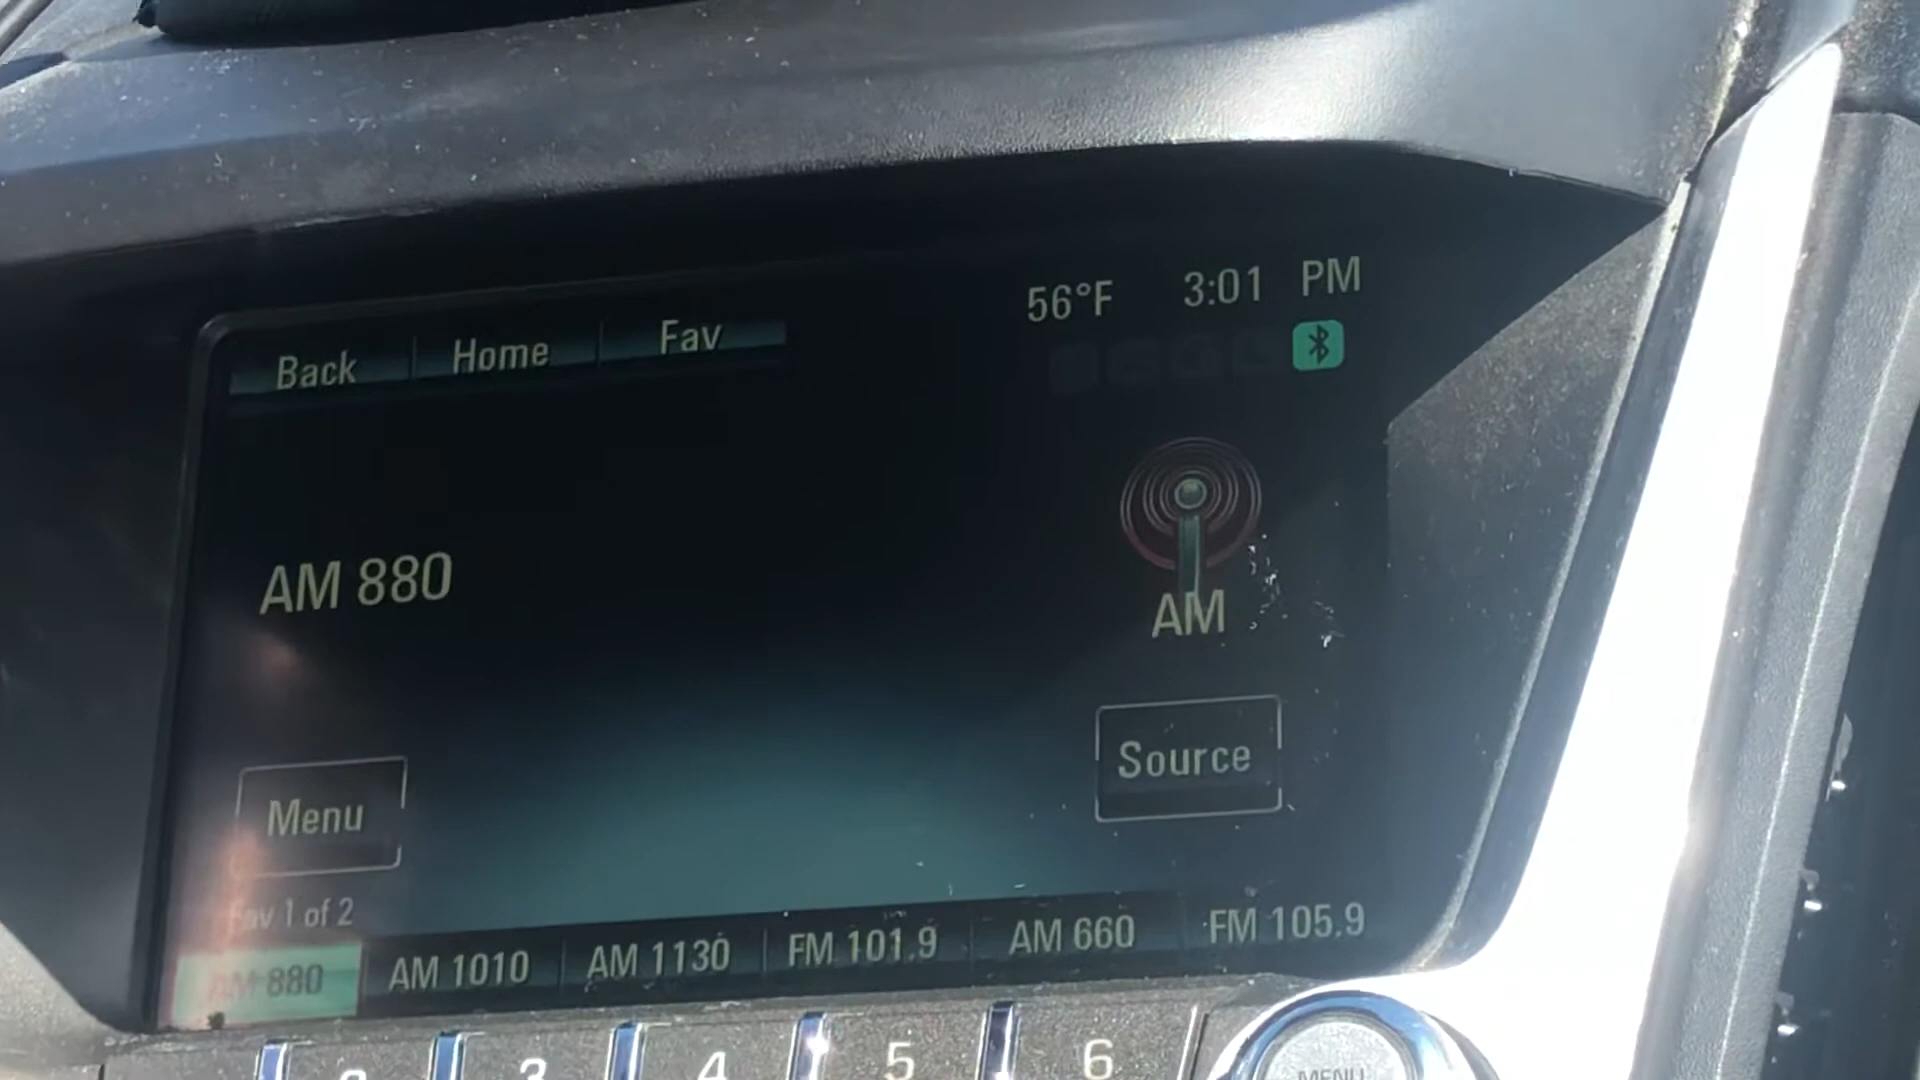 56°F 3:01 PM
Back Home Fav
AM 880
AM
Source
Menu
Fav 1 of 2
AM 880 AM 1010 AM 1130 FM 101.9 AM 660 FM 105.9
2 3 4 5 6
MENU